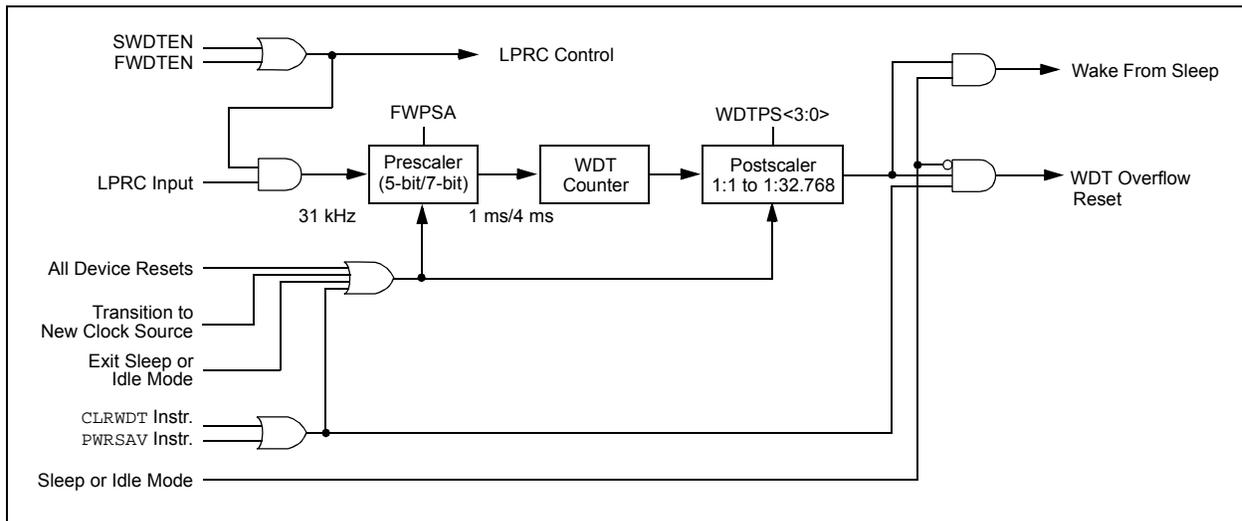 SWDTEN
FWDTEN
LPRC Control
Wake From Sleep
FWPSA
WDTPS<3:0>
Prescaler
(5-bit/7-bit)
WDT
Counter
Postscaler
1:1 to 1:32.768
LPRC Input
WDT Overflow
Reset
31 kHz
1 ms/4 ms
All Device Resets
Transition to
New Clock Source
Exit Sleep or
Idle Mode
CLRWDT Instr.
PWRSAV Instr.
Sleep or Idle Mode